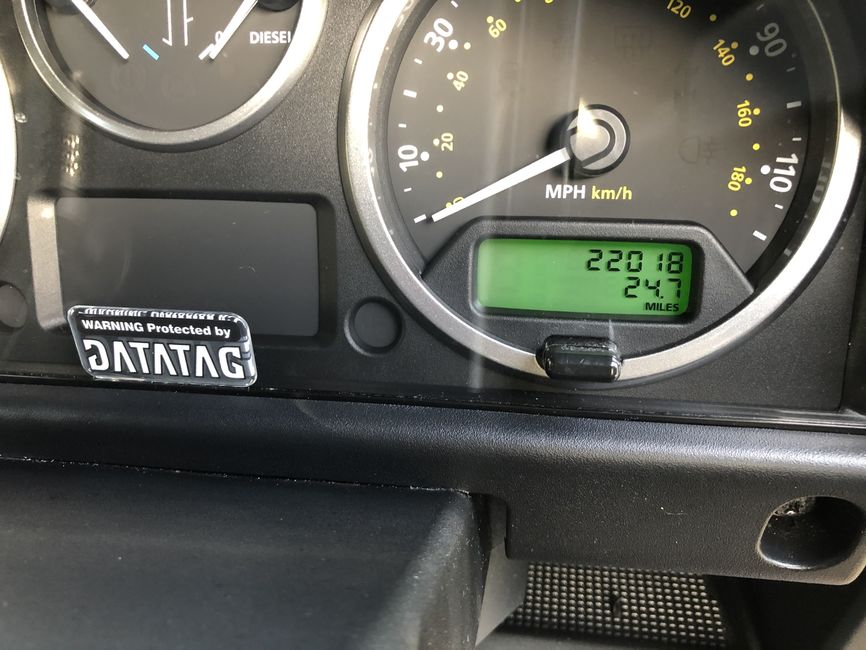 0
DIESEL
10
30
90
110
20
40
60
120
140
160
180
MPH km/h
22018
24.7
MILES
WARNING Protected by
DATATAG